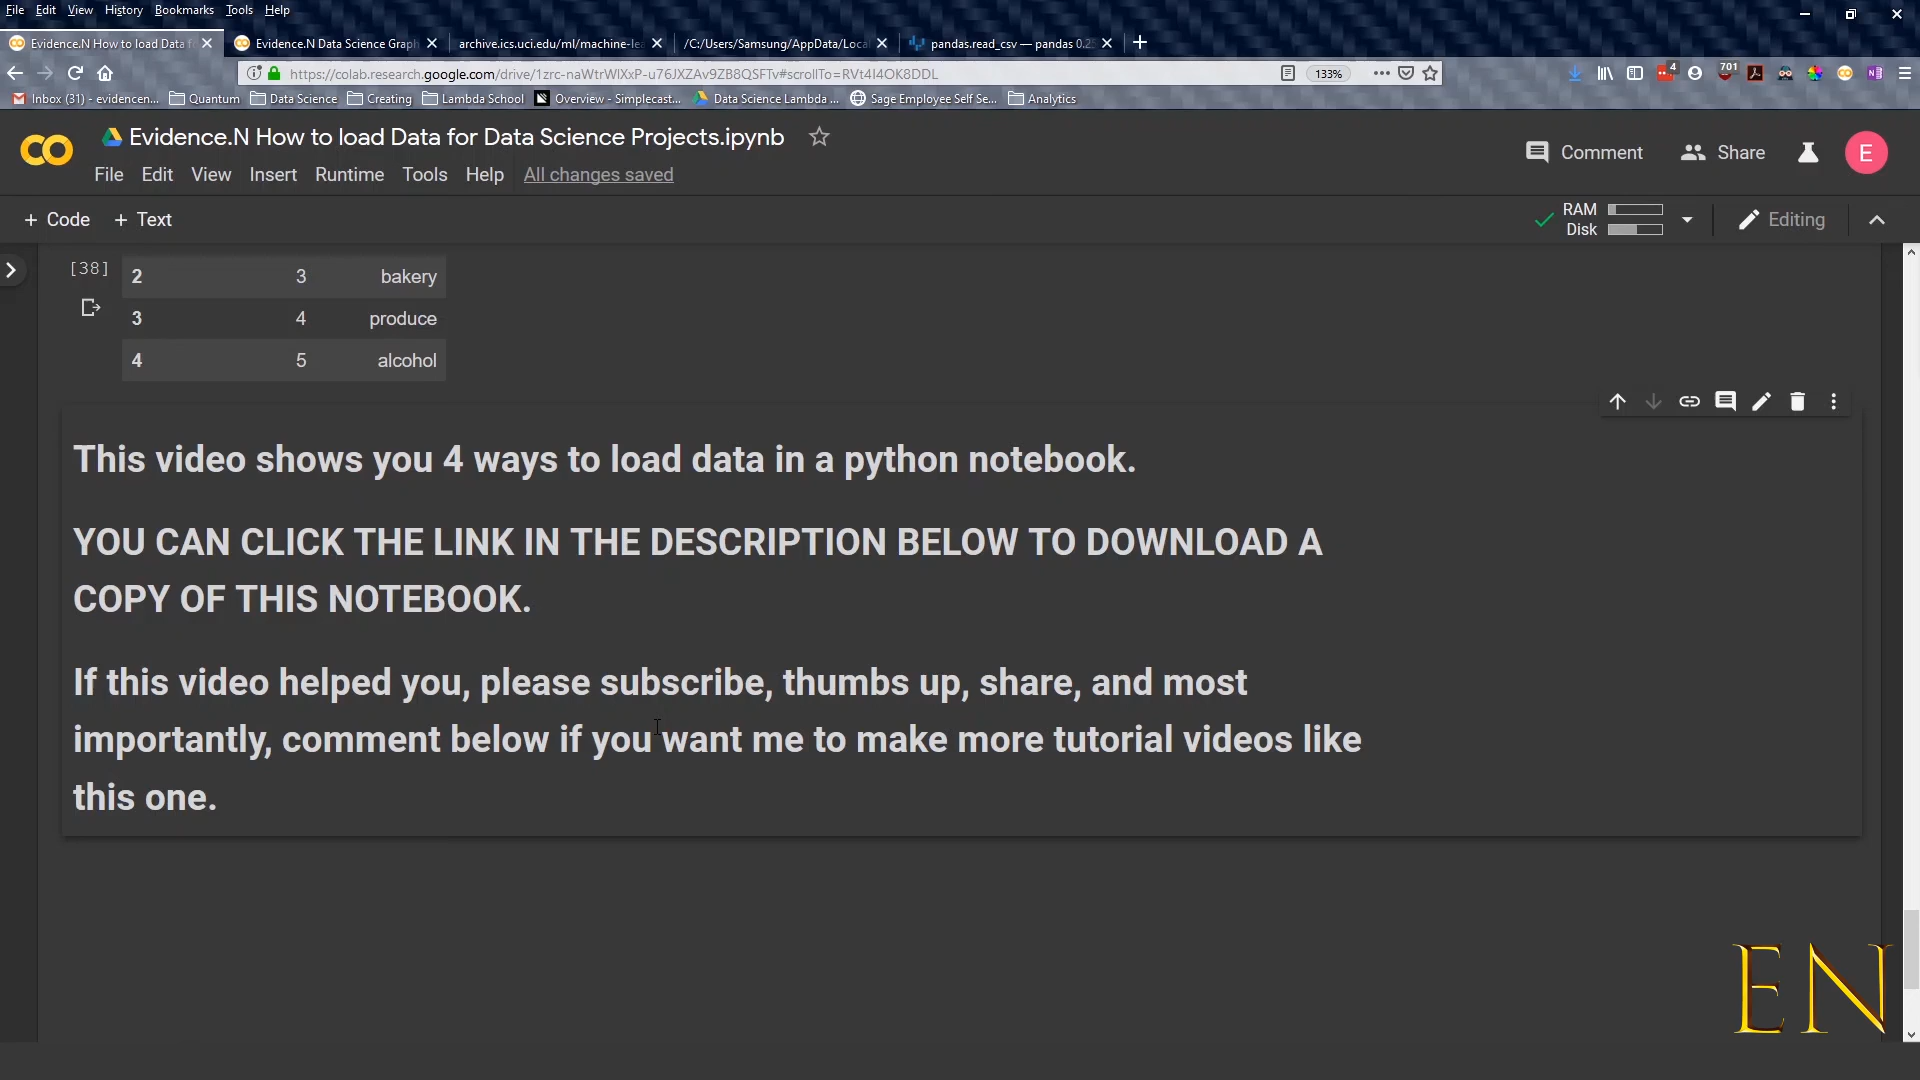 File Edit View History Bookmarks Tools Help
Evidence.N How to load Data f
Evidence.N Data Science Graph
archive.ics.uci.edu/ml/machine-lea
/C:/Users/Samsung/AppData/Loca
pandas.read_csv — pandas 0.25
https://colab.research.google.com/drive/1zrc-naWtrWlXxP-u76JXZAv9ZB8QSFTv#scrollTo=RVt4I4OK8DDL
133%
4
701
Inbox (31) - evidencen... Quantum Data Science Creating Lambda School Overview - Simplecast... Data Science Lambda ... Sage Employee Self Se... Analytics
Evidence.N How to load Data for Data Science Projects.ipynb
Comment Share E
File Edit View Insert Runtime Tools Help All changes saved
+ Code + Text
RAM
Disk
Editing
[38]
2 3 bakery
3 4 produce
4 5 alcohol
This video shows you 4 ways to load data in a python notebook.
YOU CAN CLICK THE LINK IN THE DESCRIPTION BELOW TO DOWNLOAD A
COPY OF THIS NOTEBOOK.
If this video helped you, please subscribe, thumbs up, share, and most
importantly, comment below if you want me to make more tutorial videos like
this one.
EN